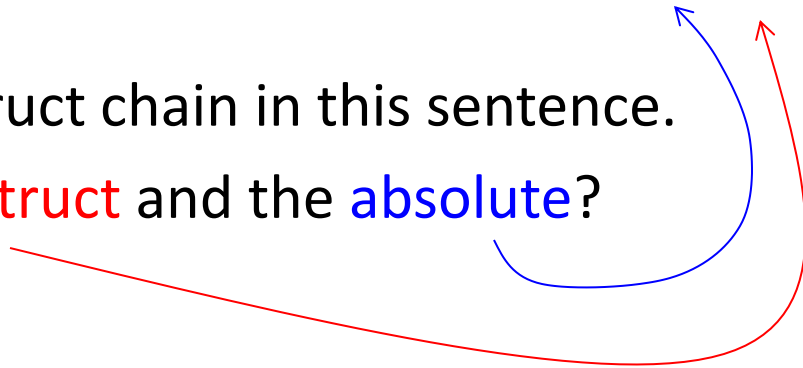 ruct chain in this sentence.
truct and the absolute?